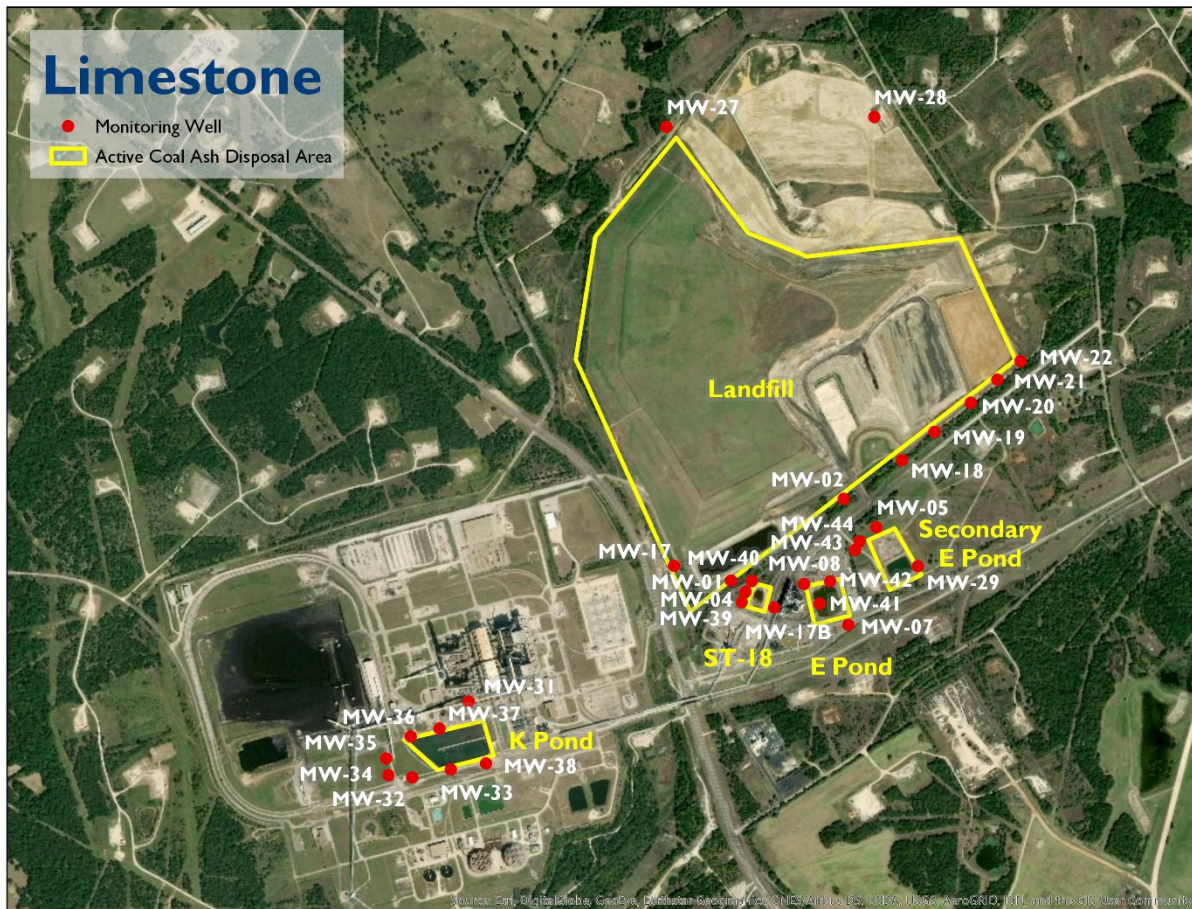 Limestone
Monitoring Well
Active Coal Ash Disposal Area
MW-27
MW-28
MW-22
MW-21
Landfill
MW-20
MW-19
MW-18
MW-02
MW-05
MW-44
Secondary
MW-43
E Pond
MW-17
MW-40
MW-08
MW-01
MW-42
MW-29
MW-04
MW-41
MW-39
MW-17B
MW-07
ST-18
E Pond
MW-31
MW-36
MW-37
MW-35
K Pond
MW-34
MW-38
MW-32
MW-33
Source: Esri, DigitalGlobe, GeoEye, Earthstar Geographics, CNES/Airbus DS, USDA, USGS, AeroGRID, IGN, and the GIS User Community